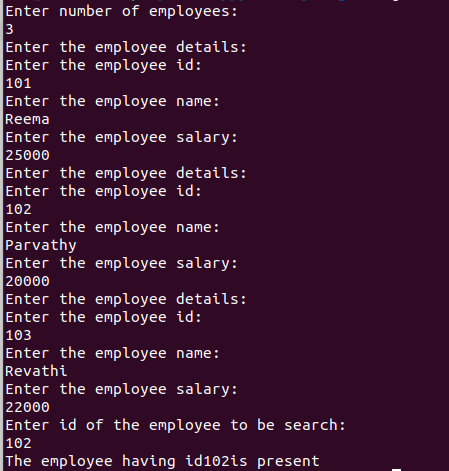 Enter number of employees:
3
Enter the employee details:
Enter the employee id:
101
Enter the employee name:
Reema
Enter the employee salary:
25000
Enter the employee details:
Enter the employee id:
102
Enter the employee name:
Parvathy
Enter the employee salary:
20000
Enter the employee details:
Enter the employee id:
103
Enter the employee name:
Revathi
Enter the employee salary:
22000
Enter id of the employee to be search:
102
The employee having id102is present